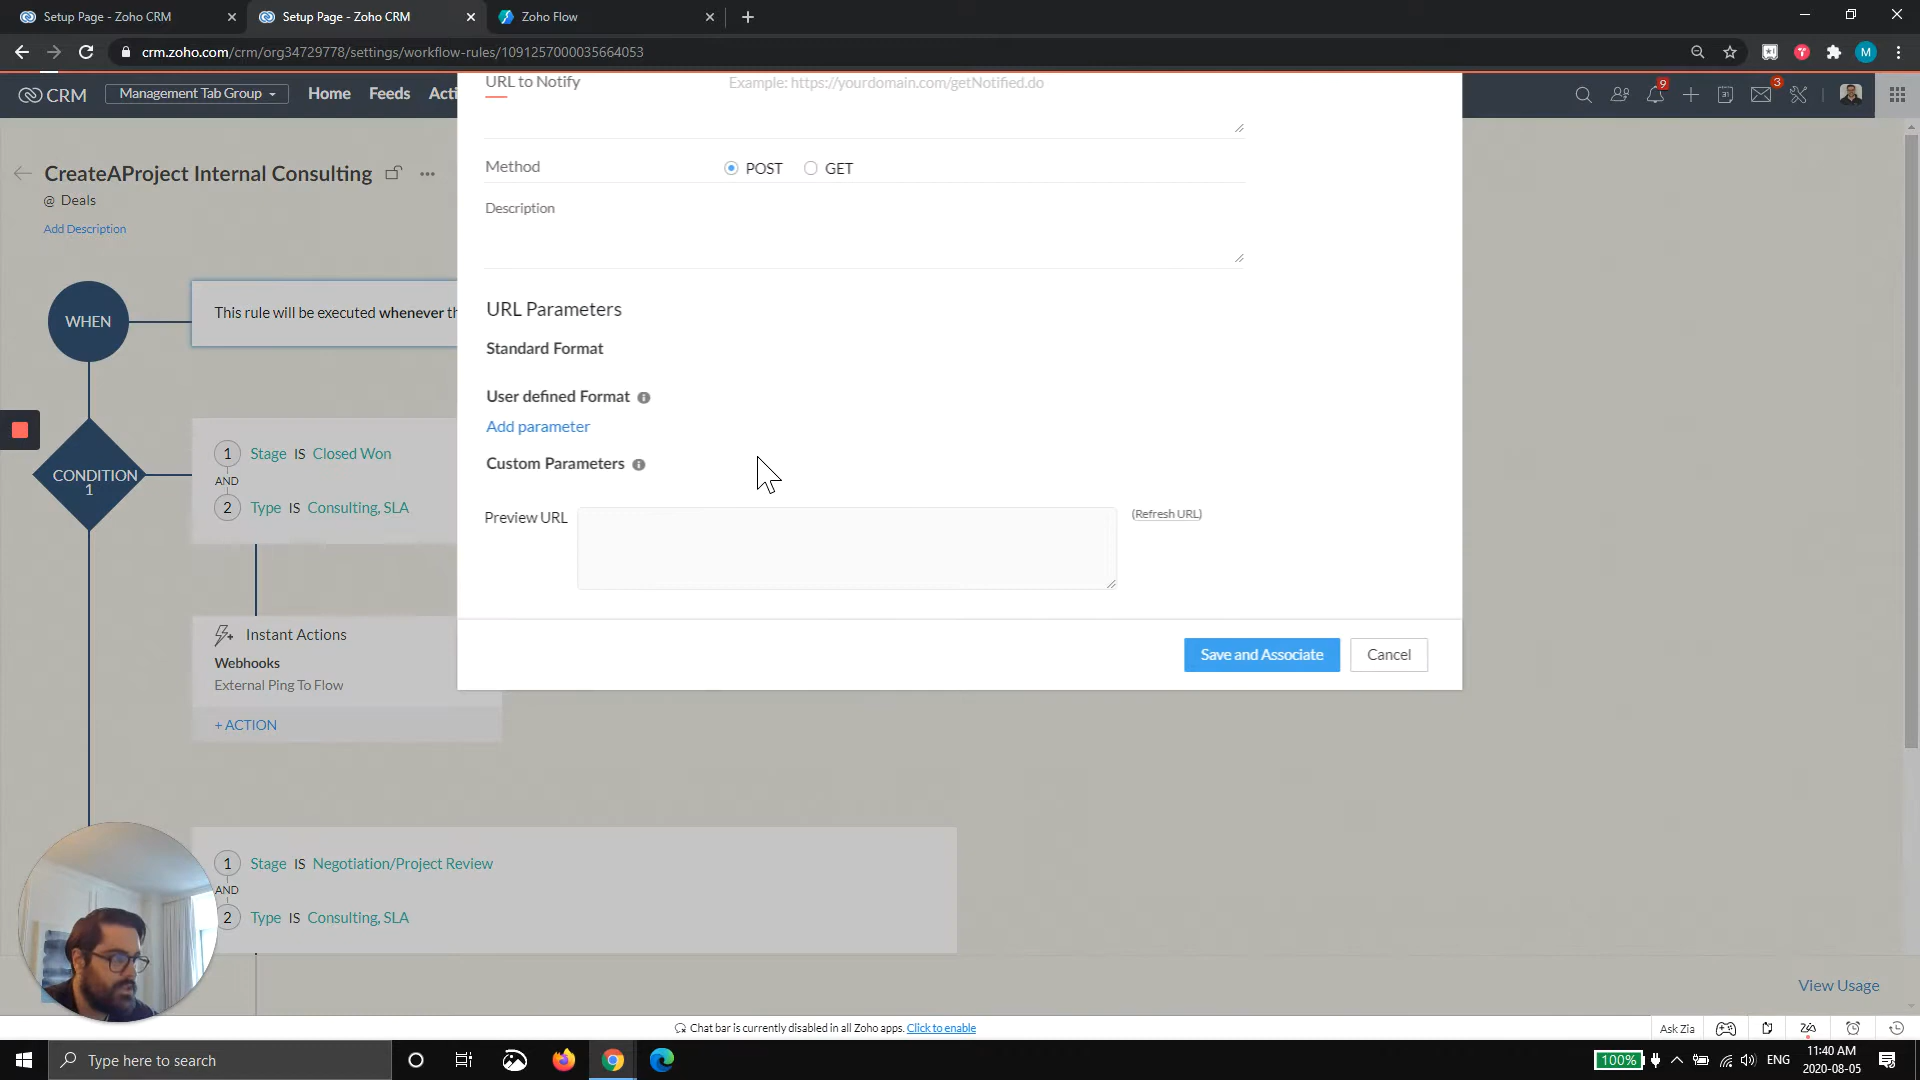 Setup Page - Zoho CRM
Setup Page - Zoho CRM
Zoho Flow
crm.zoho.com/crm/org34729778/settings/workflow-rules/1091257000035664053
M
CRM
Management Tab Group
Home
Feeds
Acti
9
3
URL to Notify
Example: https://yourdomain.com/getNotified.do
Method
POST
GET
Description
URL Parameters
Standard Format
User defined Format
Add parameter
Custom Parameters
Preview URL
(Refresh URL)
Save and Associate
Cancel
CreateAProject Internal Consulting
@ Deals
Add Description
WHEN
This rule will be executed whenever th
CONDITION
1
1 Stage IS Closed Won
AND
2 Type IS Consulting, SLA
Instant Actions
Webhooks
External Ping To Flow
+ ACTION
1 Stage IS Negotiation/Project Review
AND
2 Type IS Consulting, SLA
View Usage
Chat bar is currently disabled in all Zoho apps. Click to enable
Ask Zia
Type here to search
100%
ENG
11:40 AM
2020-08-05